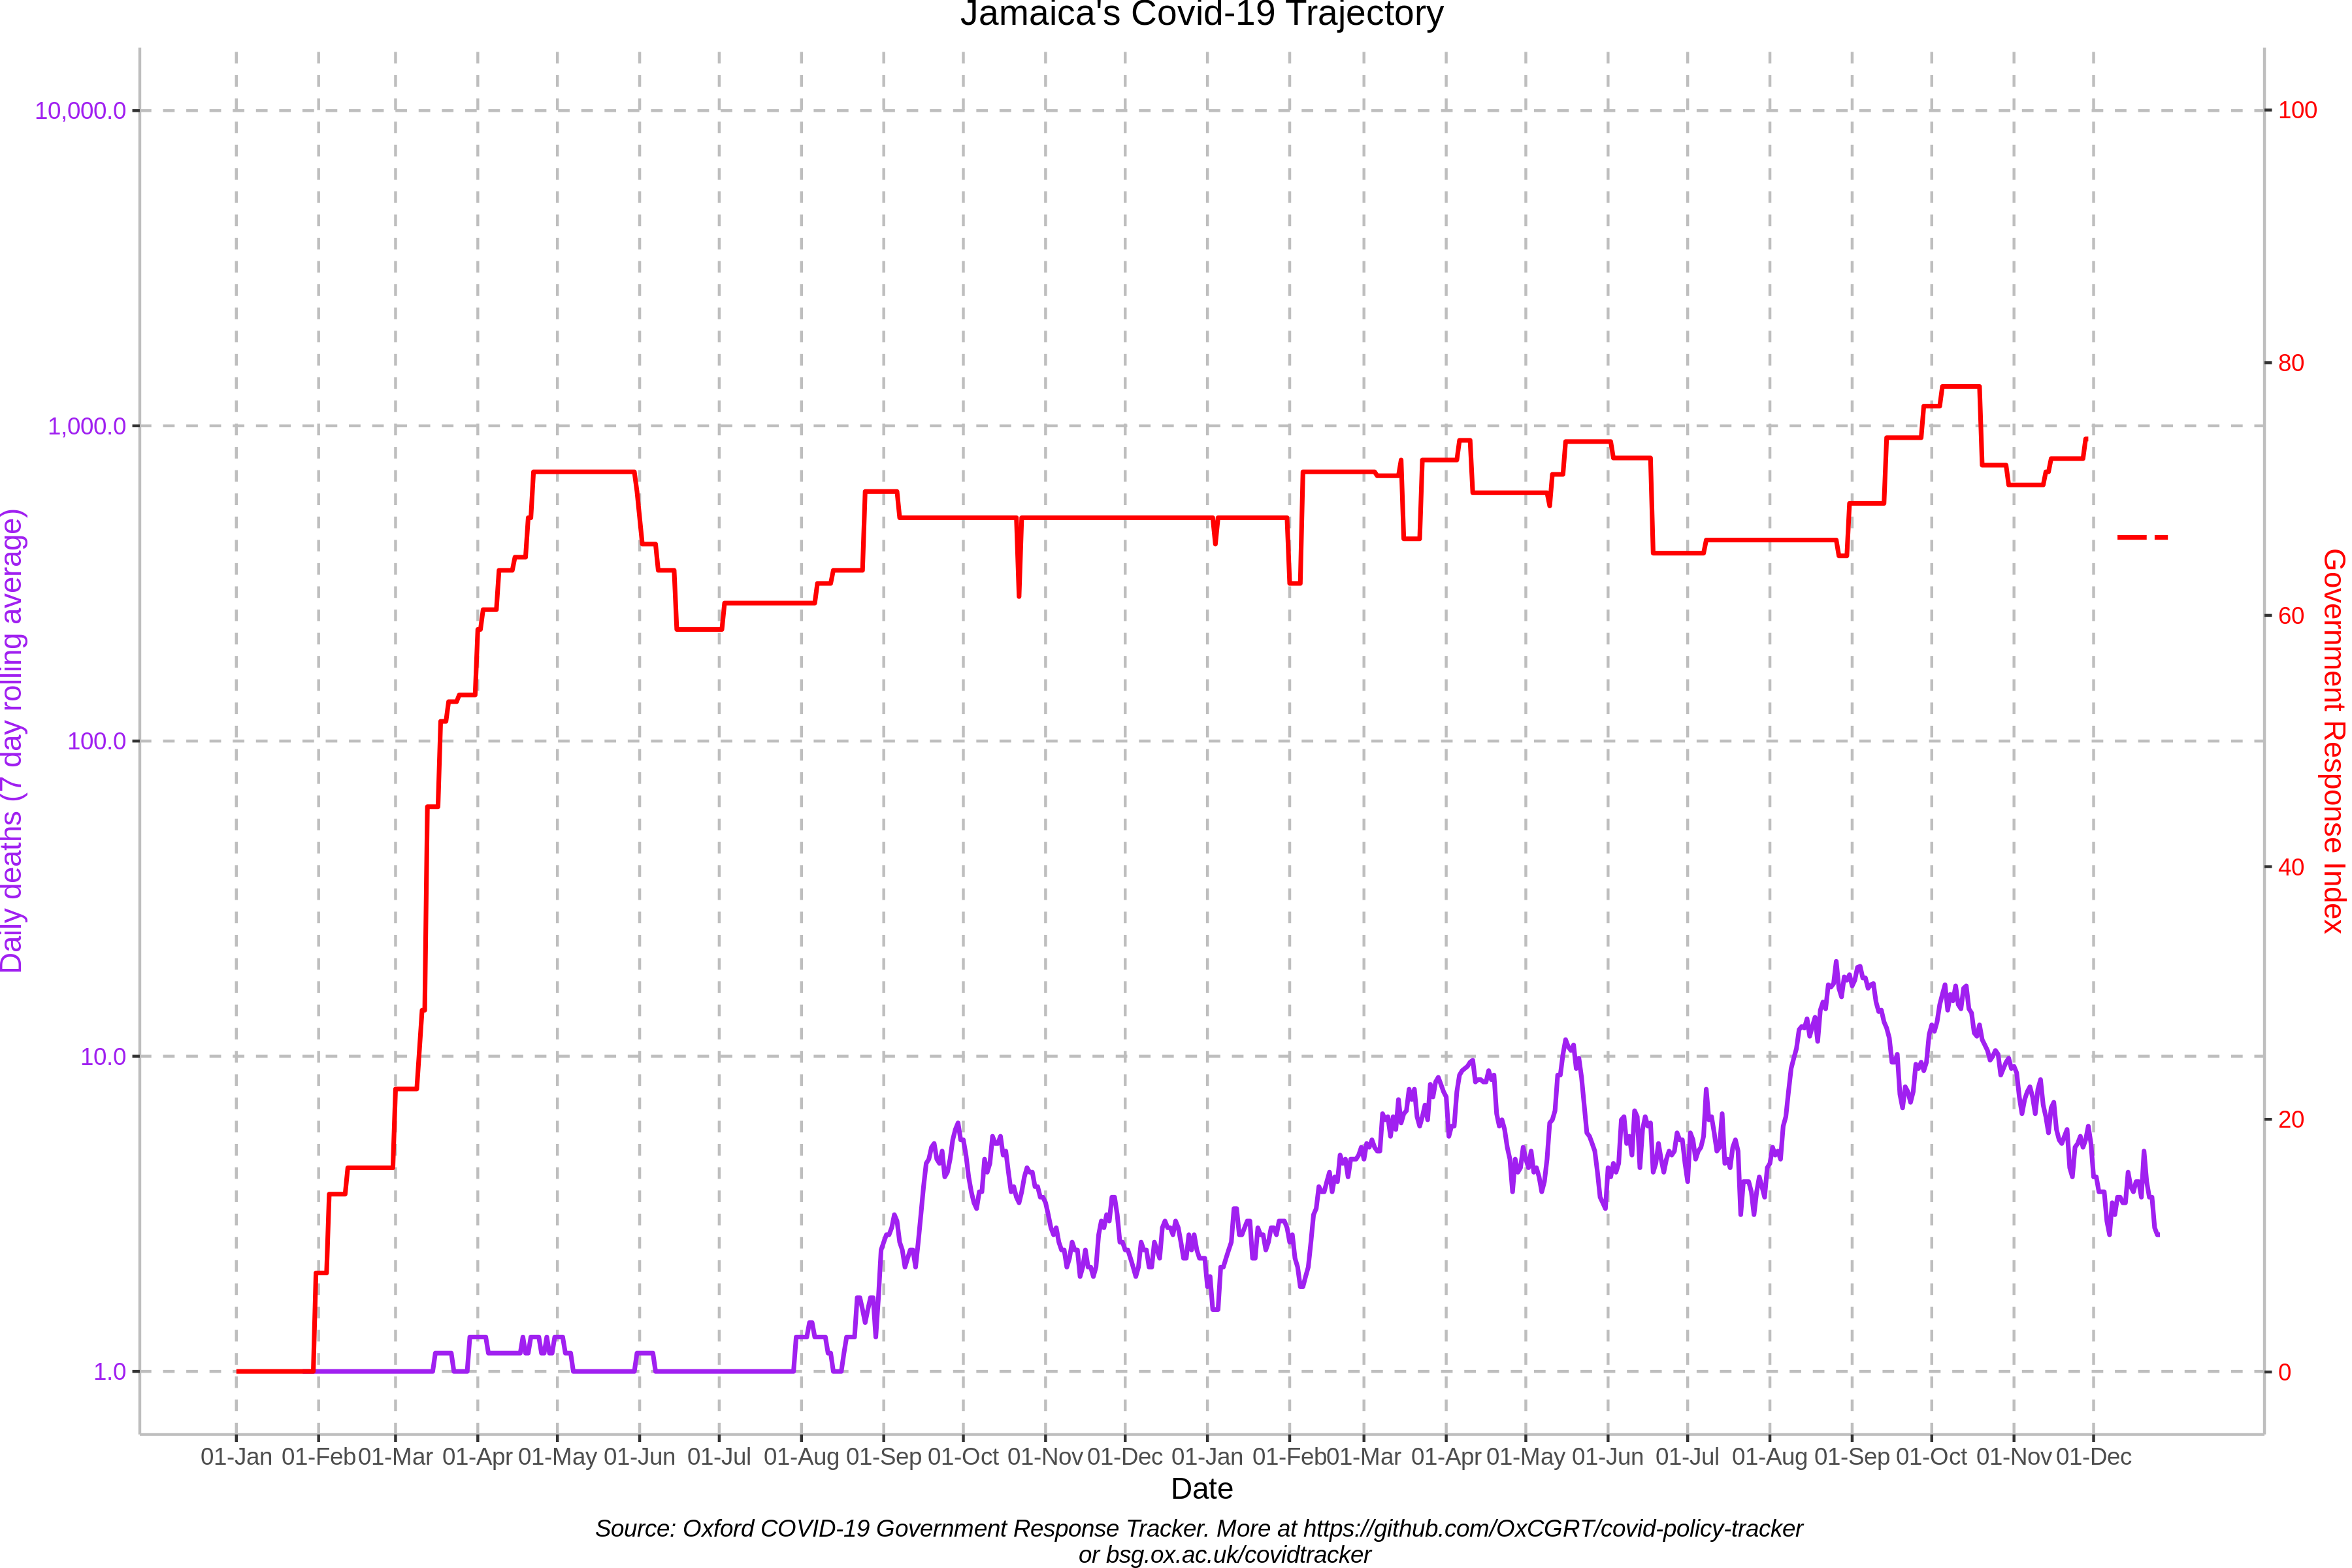 Jamaica's Covid-19 Trajectory
Daily deaths (7 day rolling average)
10,000.0
1,000.0
100.0
10.0
1.0
100
80
60
40
20
0
Government Response Index
01-Jan 01-Feb 01-Mar 01-Apr 01-May 01-Jun 01-Jul 01-Aug 01-Sep 01-Oct 01-Nov 01-Dec 01-Jan 01-Feb 01-Mar 01-Apr 01-May 01-Jun 01-Jul 01-Aug 01-Sep 01-Oct 01-Nov 01-Dec
Date
Source: Oxford COVID-19 Government Response Tracker. More at https://github.com/OxCGRT/covid-policy-tracker
or bsg.ox.ac.uk/covidtracker